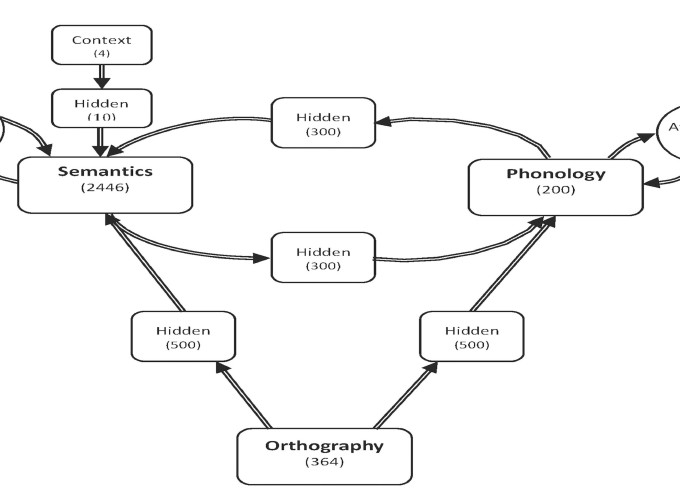 Context
(4)
Hidden
(10)
Hidden
(300)
Semantics
(2446)
Phonology
(200)
Hidden
(300)
Hidden
(500)
Hidden
(500)
Orthography
(364)